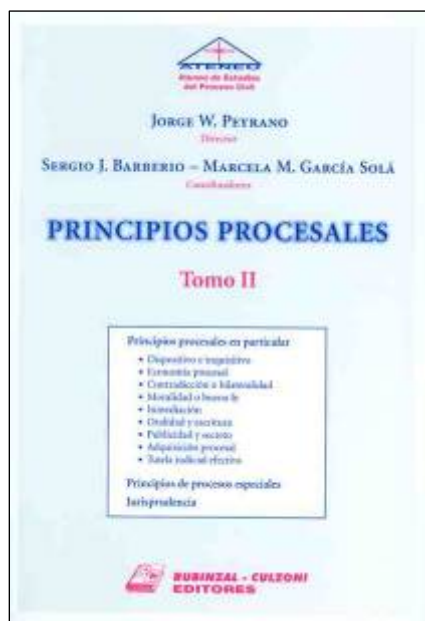 ATENEO
Ateneo de Estudios
del Proceso Civil
JORGE W. PEYRANO
Director
SERGIO J. BARBERIO – MARCELA M. GARCÍA SOLÁ
Coordinadores
PRINCIPIOS PROCESALES
Tomo II
Principios procesales en particular
• Dispositivo e inquisitivo
• Economía procesal
• Contradicción o bilateralidad
• Moralidad o buena fe
• Inmediación
• Oralidad y escritura
• Publicidad y secreto
• Adquisición procesal
• Tutela judicial efectiva
Principios de procesos especiales
Jurisprudencia
RUBINZAL - CULZONI
EDITORES